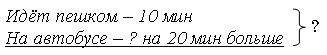 Идёт пешком – 10 мин
На автобусе – ? на 20 мин больше
?